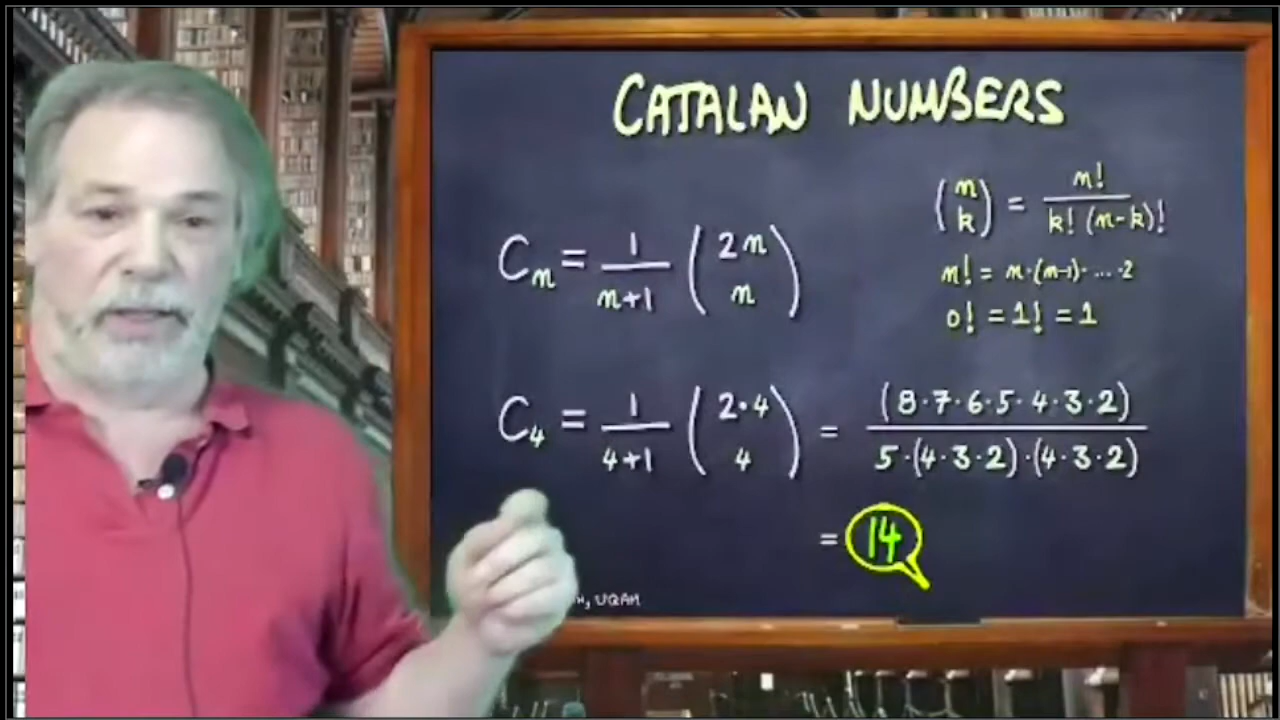 CATALAN NUMBERS
(n k) = n! / k! (n-k)!
n! = n·(n-1)· ... ·2
0! = 1! = 1
Cₙ = 1/(n+1) (2n n)
C₄ = 1/(4+1) (2·4 4) = (8·7·6·5·4·3·2) / 5·(4·3·2)·(4·3·2)
= 14
UQAM